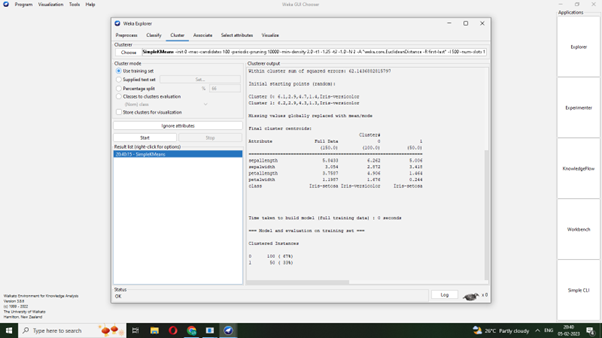 Program Visualization Tools Help
Weka GUI Chooser
Applications
Weka Explorer
Explorer
Preprocess Classify Cluster Associate Select attributes Visualize
Clusterer
Choose SimpleKMeans -init 0 -max-candidates 100 -periodic-pruning 10000 -min-density 2.0 -t1 -1.25 -t2 -1.0 -N 2 -A "weka.core.EuclideanDistance -R first-last" -I 500 -num-slots 1
Cluster mode
Use training set
Supplied test set Set...
Percentage split % 66
Classes to clusters evaluation
(Nom) class
Store clusters for visualization
Ignore attributes
Start Stop
Result list (right-click for options)
20:40:15 - SimpleKMeans
Clusterer output
Within cluster sum of squared errors: 62.1436882815797
Initial starting points (random):
Cluster 0: 6.1,2.9,4.7,1.4,Iris-versicolor
Cluster 1: 6.2,2.9,4.3,1.3,Iris-versicolor
Missing values globally replaced with mean/mode
Final cluster centroids:
Cluster#
Attribute Full Data 0 1
(150.0) (100.0) (50.0)
sepallength 5.8433 6.262 5.006
sepalwidth 3.054 2.872 3.418
petallength 3.7587 4.906 1.464
petalwidth 1.1987 1.676 0.244
class Iris-setosa Iris-versicolor Iris-setosa
Time taken to build model (full training data) : 0 seconds
=== Model and evaluation on training set ===
Clustered Instances
0 100 ( 67%)
1 50 ( 33%)
Experimenter
KnowledgeFlow
Workbench
Simple CLI
Status
OK
Log x 0
Waikato Environment for Knowledge Analysis
Version 3.8.6
(c) 1999 - 2022
The University of Waikato
Hamilton, New Zealand
Type here to search
26°C Partly cloudy
ENG
20:40
05-02-2023